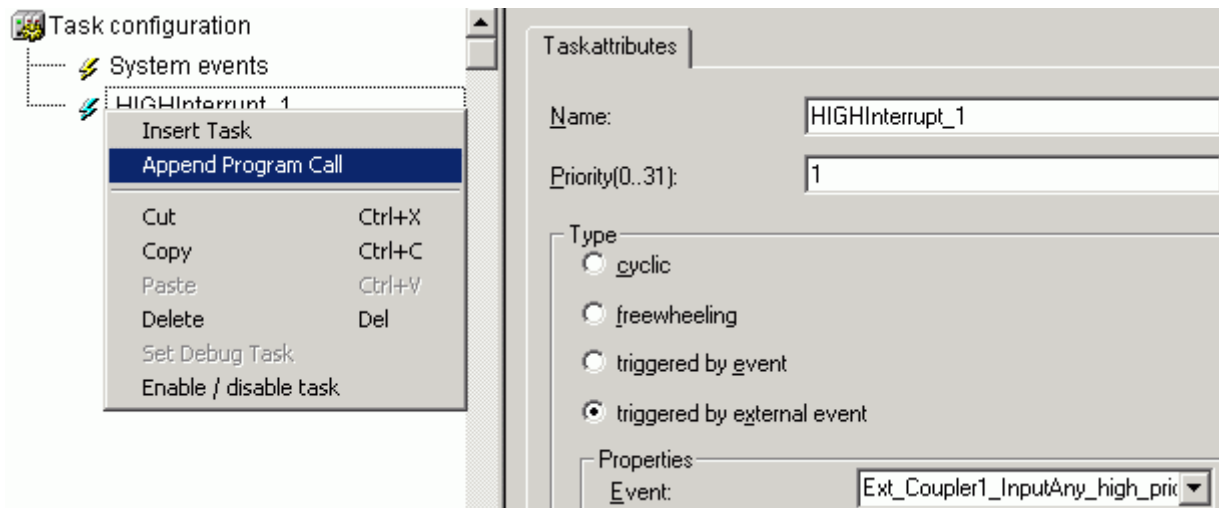 Task configuration
System events
HIGHInterrupt_1
Insert Task
Append Program Call
Cut Ctrl+X
Copy Ctrl+C
Paste Ctrl+V
Delete Del
Set Debug Task
Enable / disable task
Taskattributes
Name: HIGHInterrupt_1
Priority(0..31): 1
Type
cyclic
freewheeling
triggered by event
triggered by external event
Properties
Event: Ext_Coupler1_InputAny_high_pric